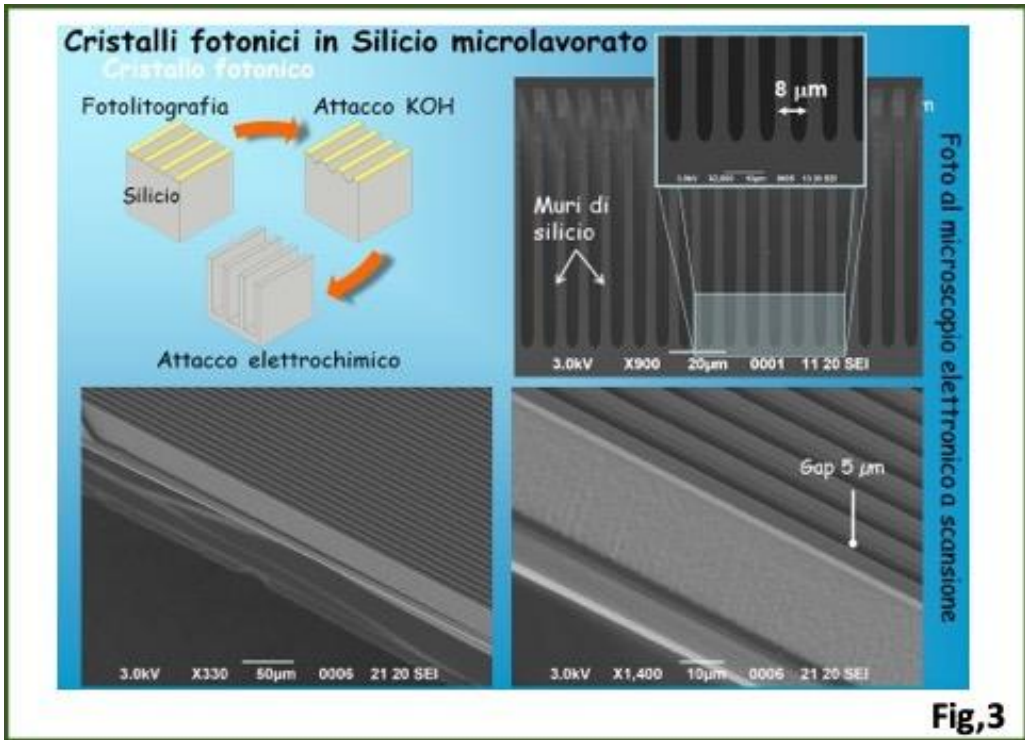 Cristalli fotonici in Silicio microlavorato
Cristallo fotonico
Fotolitografia
Attacco KOH
Silicio
Attacco elettrochimico
8 μm
Muri di
silicio
3.0kV X900 20μm 0001 11 20 SEI
Foto al microscopio elettronico a scansione
3.0kV X330 50μm 0006 21 20 SEI
Gap 5 μm
3.0kV X1,400 10μm 0006 21 20 SEI
Fig,3